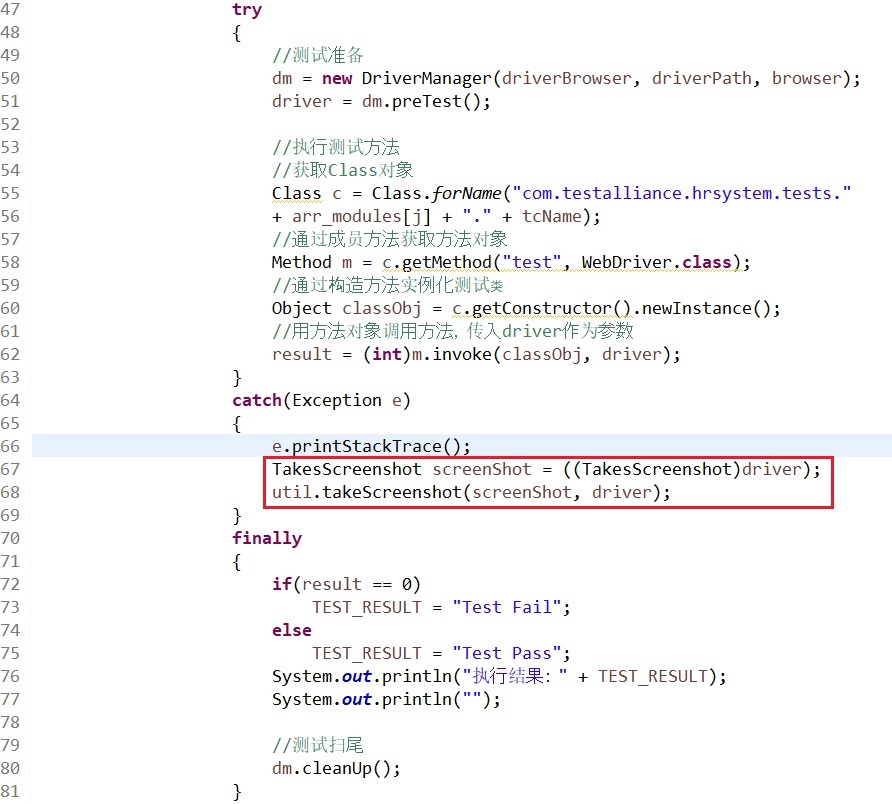 47 try
48 {
49 //测试准备
50 dm = new DriverManager(driverBrowser, driverPath, browser);
51 driver = dm.preTest();
52
53 //执行测试方法
54 //获取Class对象
55 Class c = Class.forName("com.testalliance.hrsystem.tests."
56 + arr_modules[j] + "." + tcName);
57 //通过成员方法获取方法对象
58 Method m = c.getMethod("test", WebDriver.class);
59 //通过构造方法实例化测试类
60 Object classObj = c.getConstructor().newInstance();
61 //用方法对象调用方法, 传入driver作为参数
62 result = (int)m.invoke(classObj, driver);
63 }
64 catch(Exception e)
65 {
66 e.printStackTrace();
67 TakesScreenshot screenShot = ((TakesScreenshot)driver);
68 util.takeScreenshot(screenShot, driver);
69 }
70 finally
71 {
72 if(result == 0)
73 TEST_RESULT = "Test Fail";
74 else
75 TEST_RESULT = "Test Pass";
76 System.out.println("执行结果: " + TEST_RESULT);
77 System.out.println("");
78
79 //测试扫尾
80 dm.cleanUp();
81 }